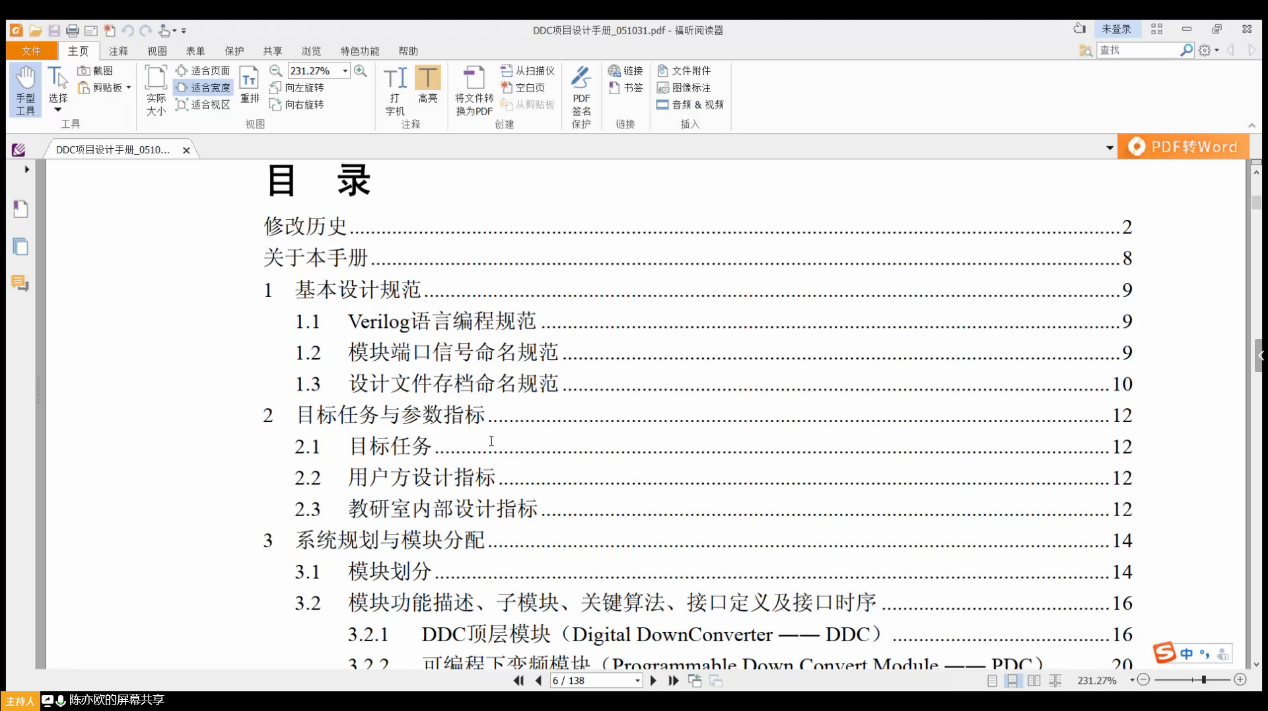 DDC项目设计手册_051031.pdf - 福昕阅读器
未登录
文件 主页 注释 视图 表单 保护 共享 浏览 特色功能 帮助
查找
手型工具
选择
截图
剪贴板
工具
实际大小
适合页面
适合宽度
适合视区
重排
231.27%
向左旋转
向右旋转
视图
打字机
高亮
注释
将文件转换为PDF
从扫描仪
空白页
从剪贴板
创建
PDF签名
保护
链接
书签
链接
文件附件
图像标注
音频 & 视频
插入
DDC项目设计手册_0510...
PDF转Word
目 录
修改历史 2
关于本手册 8
1 基本设计规范 9
1.1 Verilog语言编程规范 9
1.2 模块端口信号命名规范 9
1.3 设计文件存档命名规范 10
2 目标任务与参数指标 12
2.1 目标任务 12
2.2 用户方设计指标 12
2.3 教研室内部设计指标 12
3 系统规划与模块分配 14
3.1 模块划分 14
3.2 模块功能描述、子模块、关键算法、接口定义及接口时序 16
3.2.1 DDC顶层模块（Digital DownConverter —— DDC） 16
3.2.2 可编程下变频模块（Programmable Down Convert Module —— PDC） 20
中
6 / 138
231.27%
主持人 陈亦欧的屏幕共享